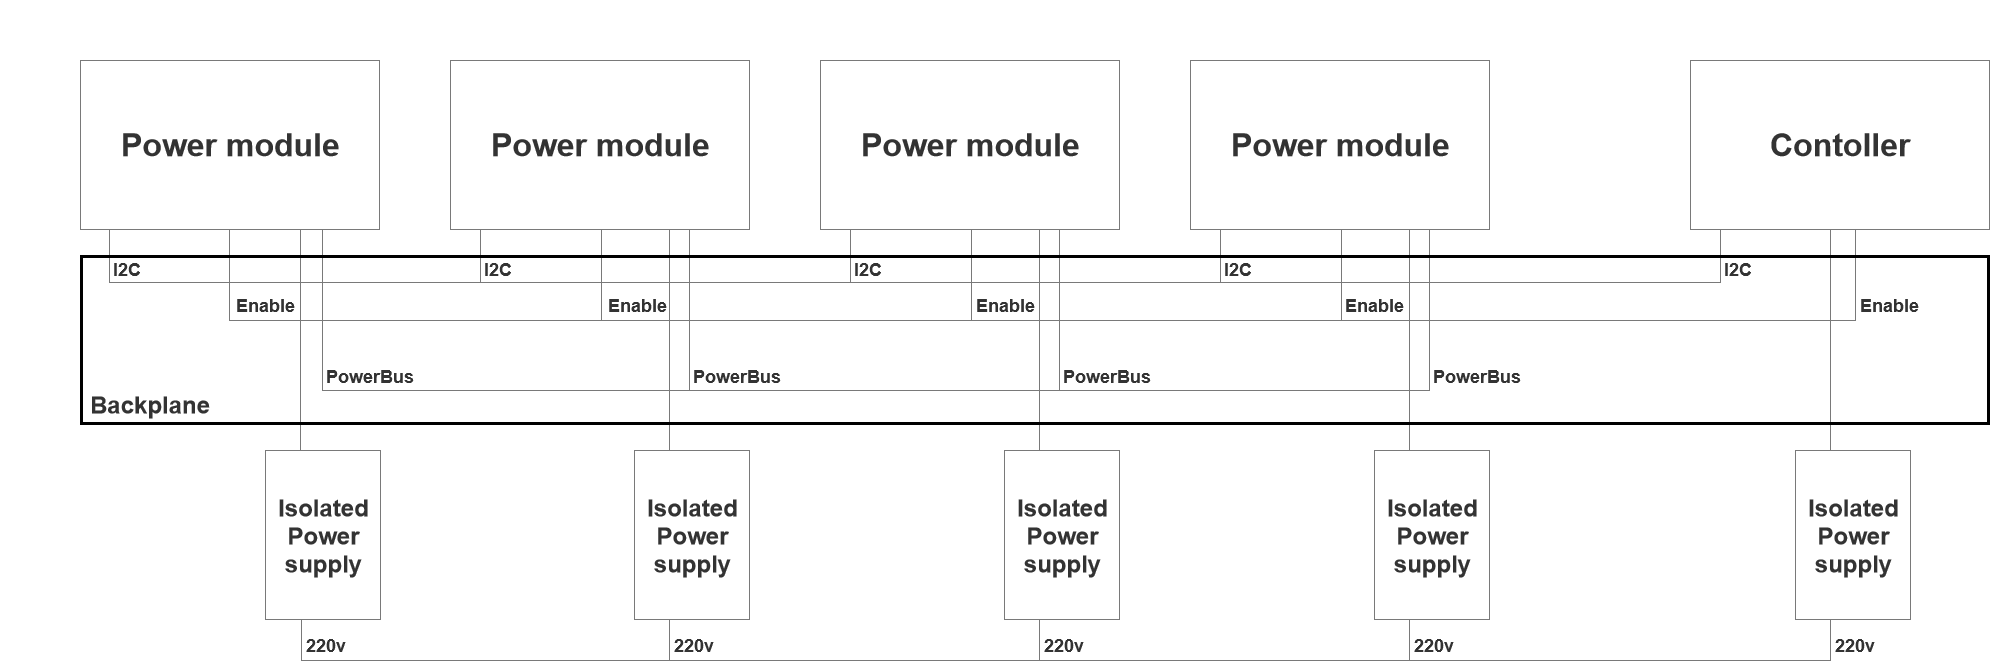 Power module
Power module
Power module
Power module
Contoller
I2C
I2C
I2C
I2C
I2C
Enable
Enable
Enable
Enable
Enable
PowerBus
PowerBus
PowerBus
PowerBus
Backplane
Isolated
Power
supply
Isolated
Power
supply
Isolated
Power
supply
Isolated
Power
supply
Isolated
Power
supply
220v
220v
220v
220v
220v